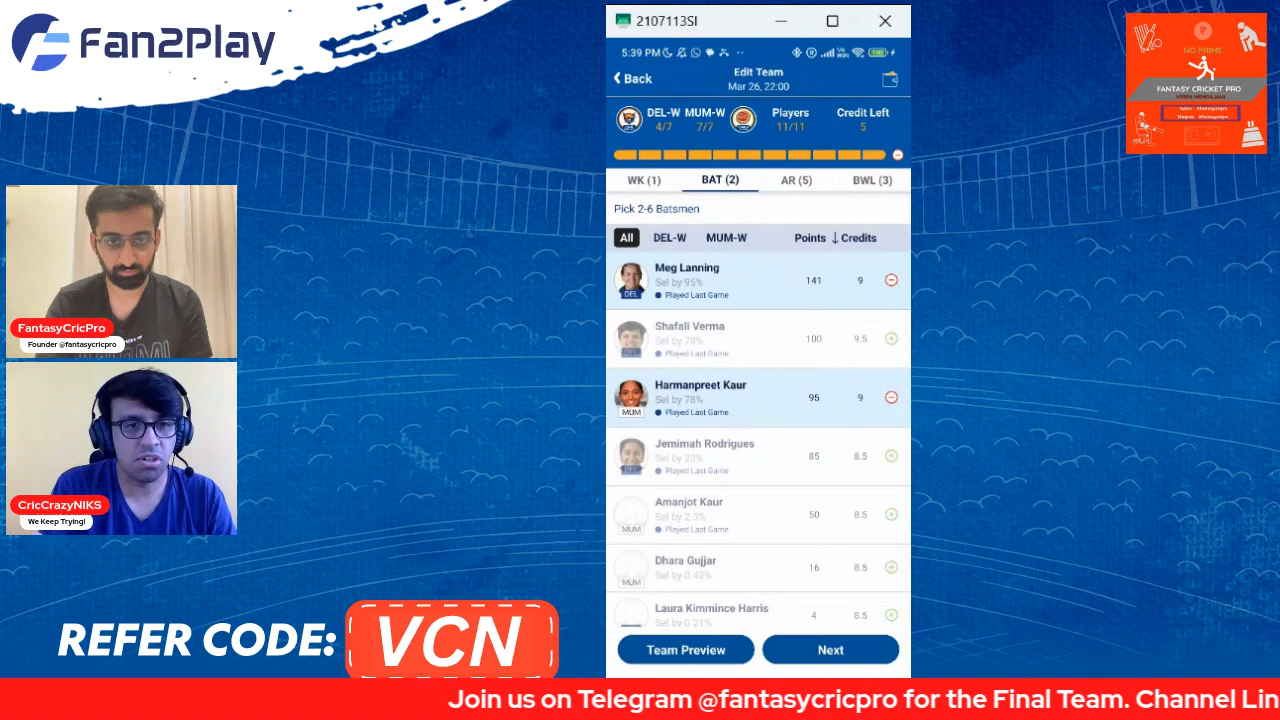 Fan2Play
FantasyCricPro
Founder @fantasycricpro
CricCrazyNIKS
We Keep Trying!
REFER CODE: VCN
2107113SI
5:39 PM
Back
Edit Team
Mar 26, 22:00
DEL-W MUM-W Players Credit Left
4/7 7/7 11/11 5
WK (1) BAT (2) AR (5) BWL (3)
Pick 2-6 Batsmen
All DEL-W MUM-W Points Credits
Meg Lanning
Sel by 95% 141 9
DEL Played Last Game
Shafali Verma
Sel by 78% 100 9.5
DEL Played Last Game
Harmanpreet Kaur
Sel by 78% 95 9
MUM Played Last Game
Jemimah Rodrigues
Sel by 20% 85 8.5
DEL Played Last Game
Amanjot Kaur
Sel by 2.3% 50 8.5
MUM Played Last Game
Dhara Gujjar
Sel by 0.42% 16 8.5
MUM
Laura Kimmince Harris
Sel by 0.21% 4 8.5
Team Preview Next
NO PRIME
FANTASY CRICKET PRO
Join us on Telegram @fantasycricpro for the Final Team. Channel Lin